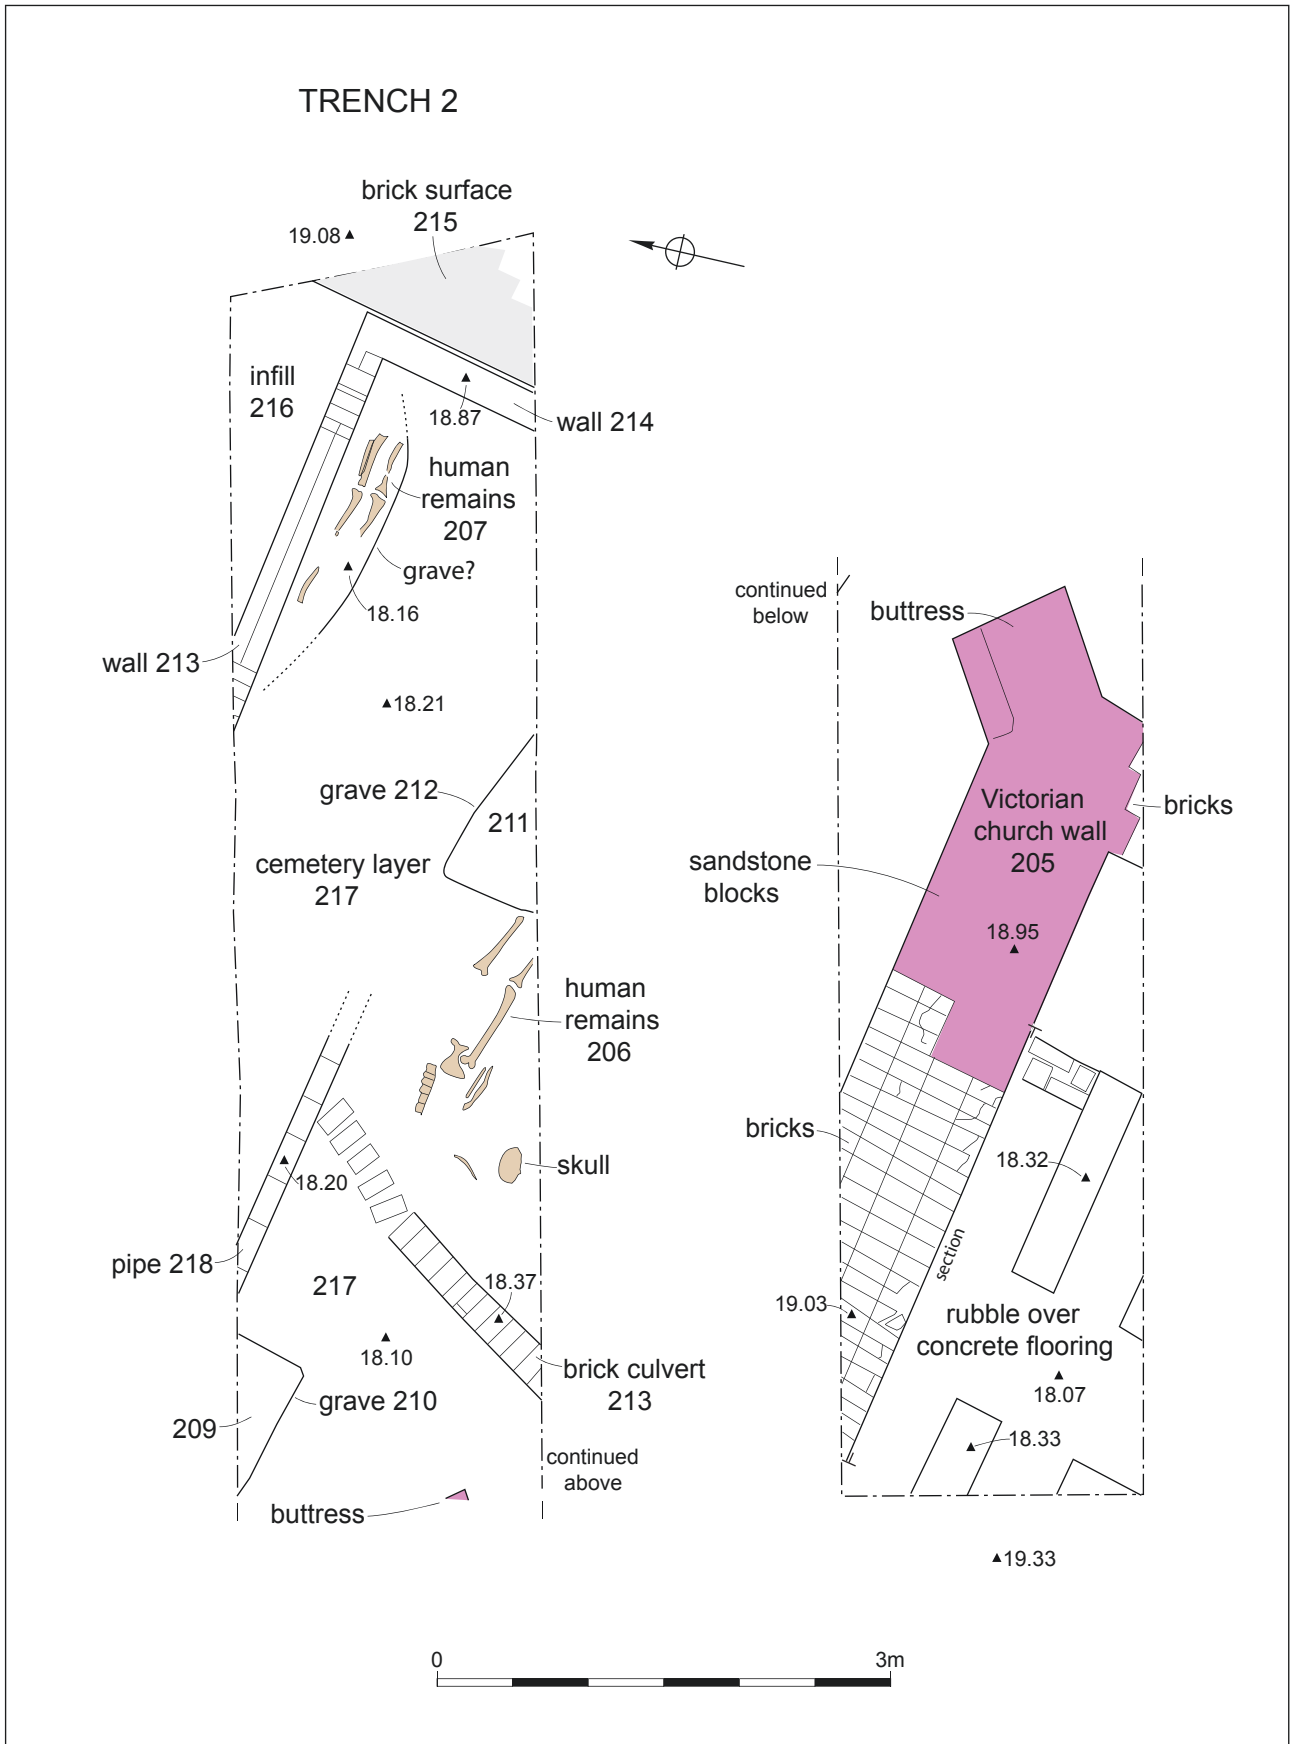 TRENCH 2
brick surface
215
19.08
infill
216
18.87
wall 214
human
remains
207
grave?
18.16
wall 213
18.21
grave 212
211
cemetery layer
217
human
remains
206
skull
18.20
pipe 218
217
18.37
18.10
brick culvert
213
grave 210
209
continued
above
buttress
continued
below
buttress
Victorian
church wall
205
bricks
sandstone
blocks
18.95
bricks
18.32
section
19.03
rubble over
concrete flooring
18.07
18.33
19.33
0 3m